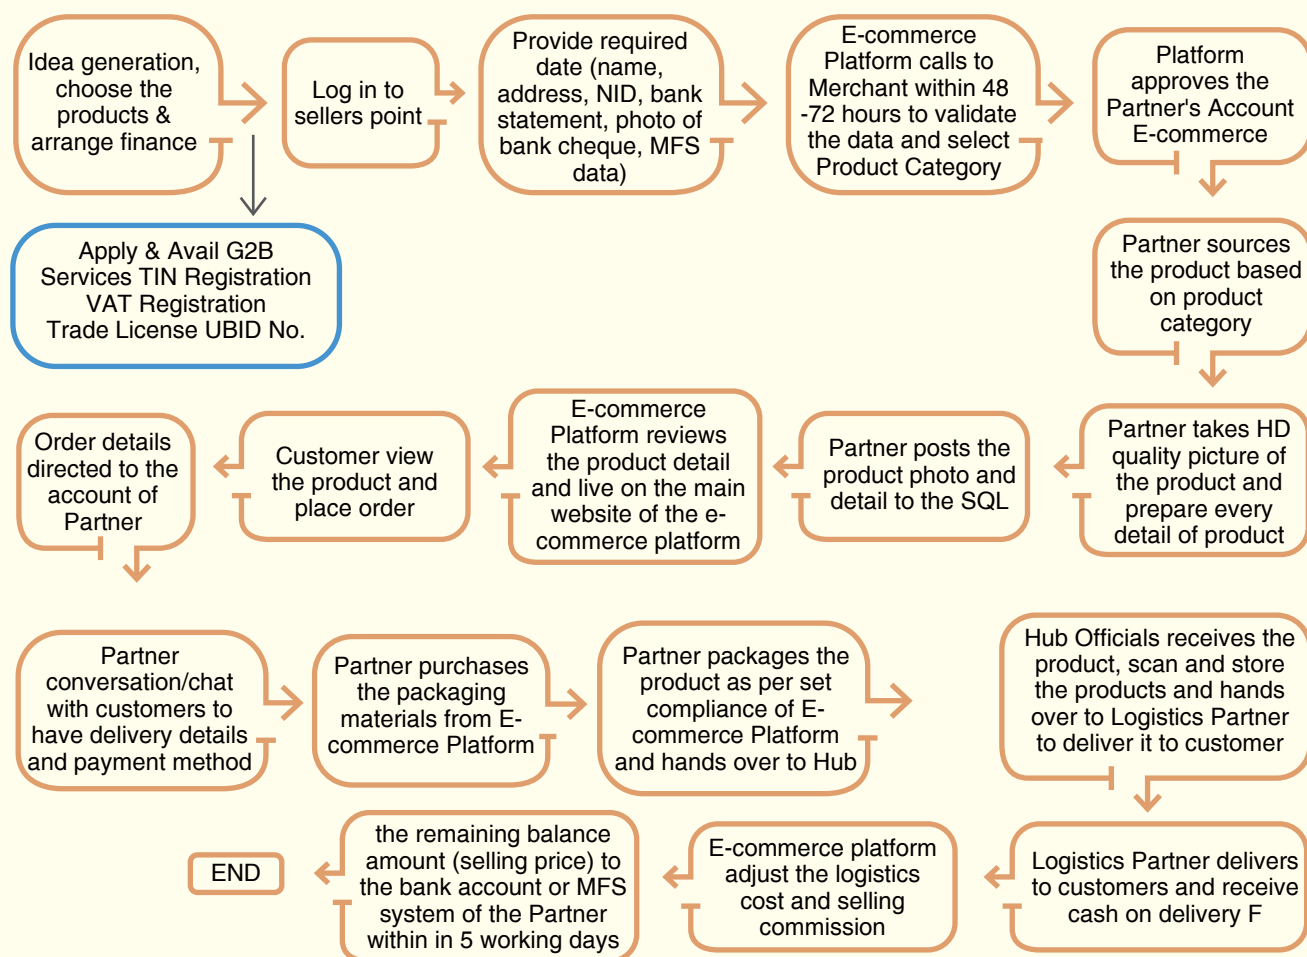 Idea generation,
choose the
products &
arrange finance
Log in to
sellers point
Provide required
date (name,
address, NID, bank
statement, photo of
bank cheque, MFS
data)
E-commerce
Platform calls to
Merchant within 48
-72 hours to validate
the data and select
Product Category
Platform
approves the
Partner's Account
E-commerce
Apply & Avail G2B
Services TIN Registration
VAT Registration
Trade License UBID No.
Partner sources
the product based
on product
category
Partner takes HD
quality picture of
the product and
prepare every
detail of product
Partner posts the
product photo and
detail to the SQL
E-commerce
Platform reviews
the product detail
and live on the main
website of the e-
commerce platform
Customer view
the product and
place order
Order details
directed to the
account of
Partner
Partner
conversation/chat
with customers to
have delivery details
and payment method
Partner purchases
the packaging
materials from E-
commerce Platform
Partner packages the
product as per set
compliance of E-
commerce Platform
and hands over to Hub
Hub Officials receives the
product, scan and store
the products and hands
over to Logistics Partner
to deliver it to customer
Logistics Partner delivers
to customers and receive
cash on delivery F
E-commerce platform
adjust the logistics
cost and selling
commission
the remaining balance
amount (selling price) to
the bank account or MFS
system of the Partner
within in 5 working days
END